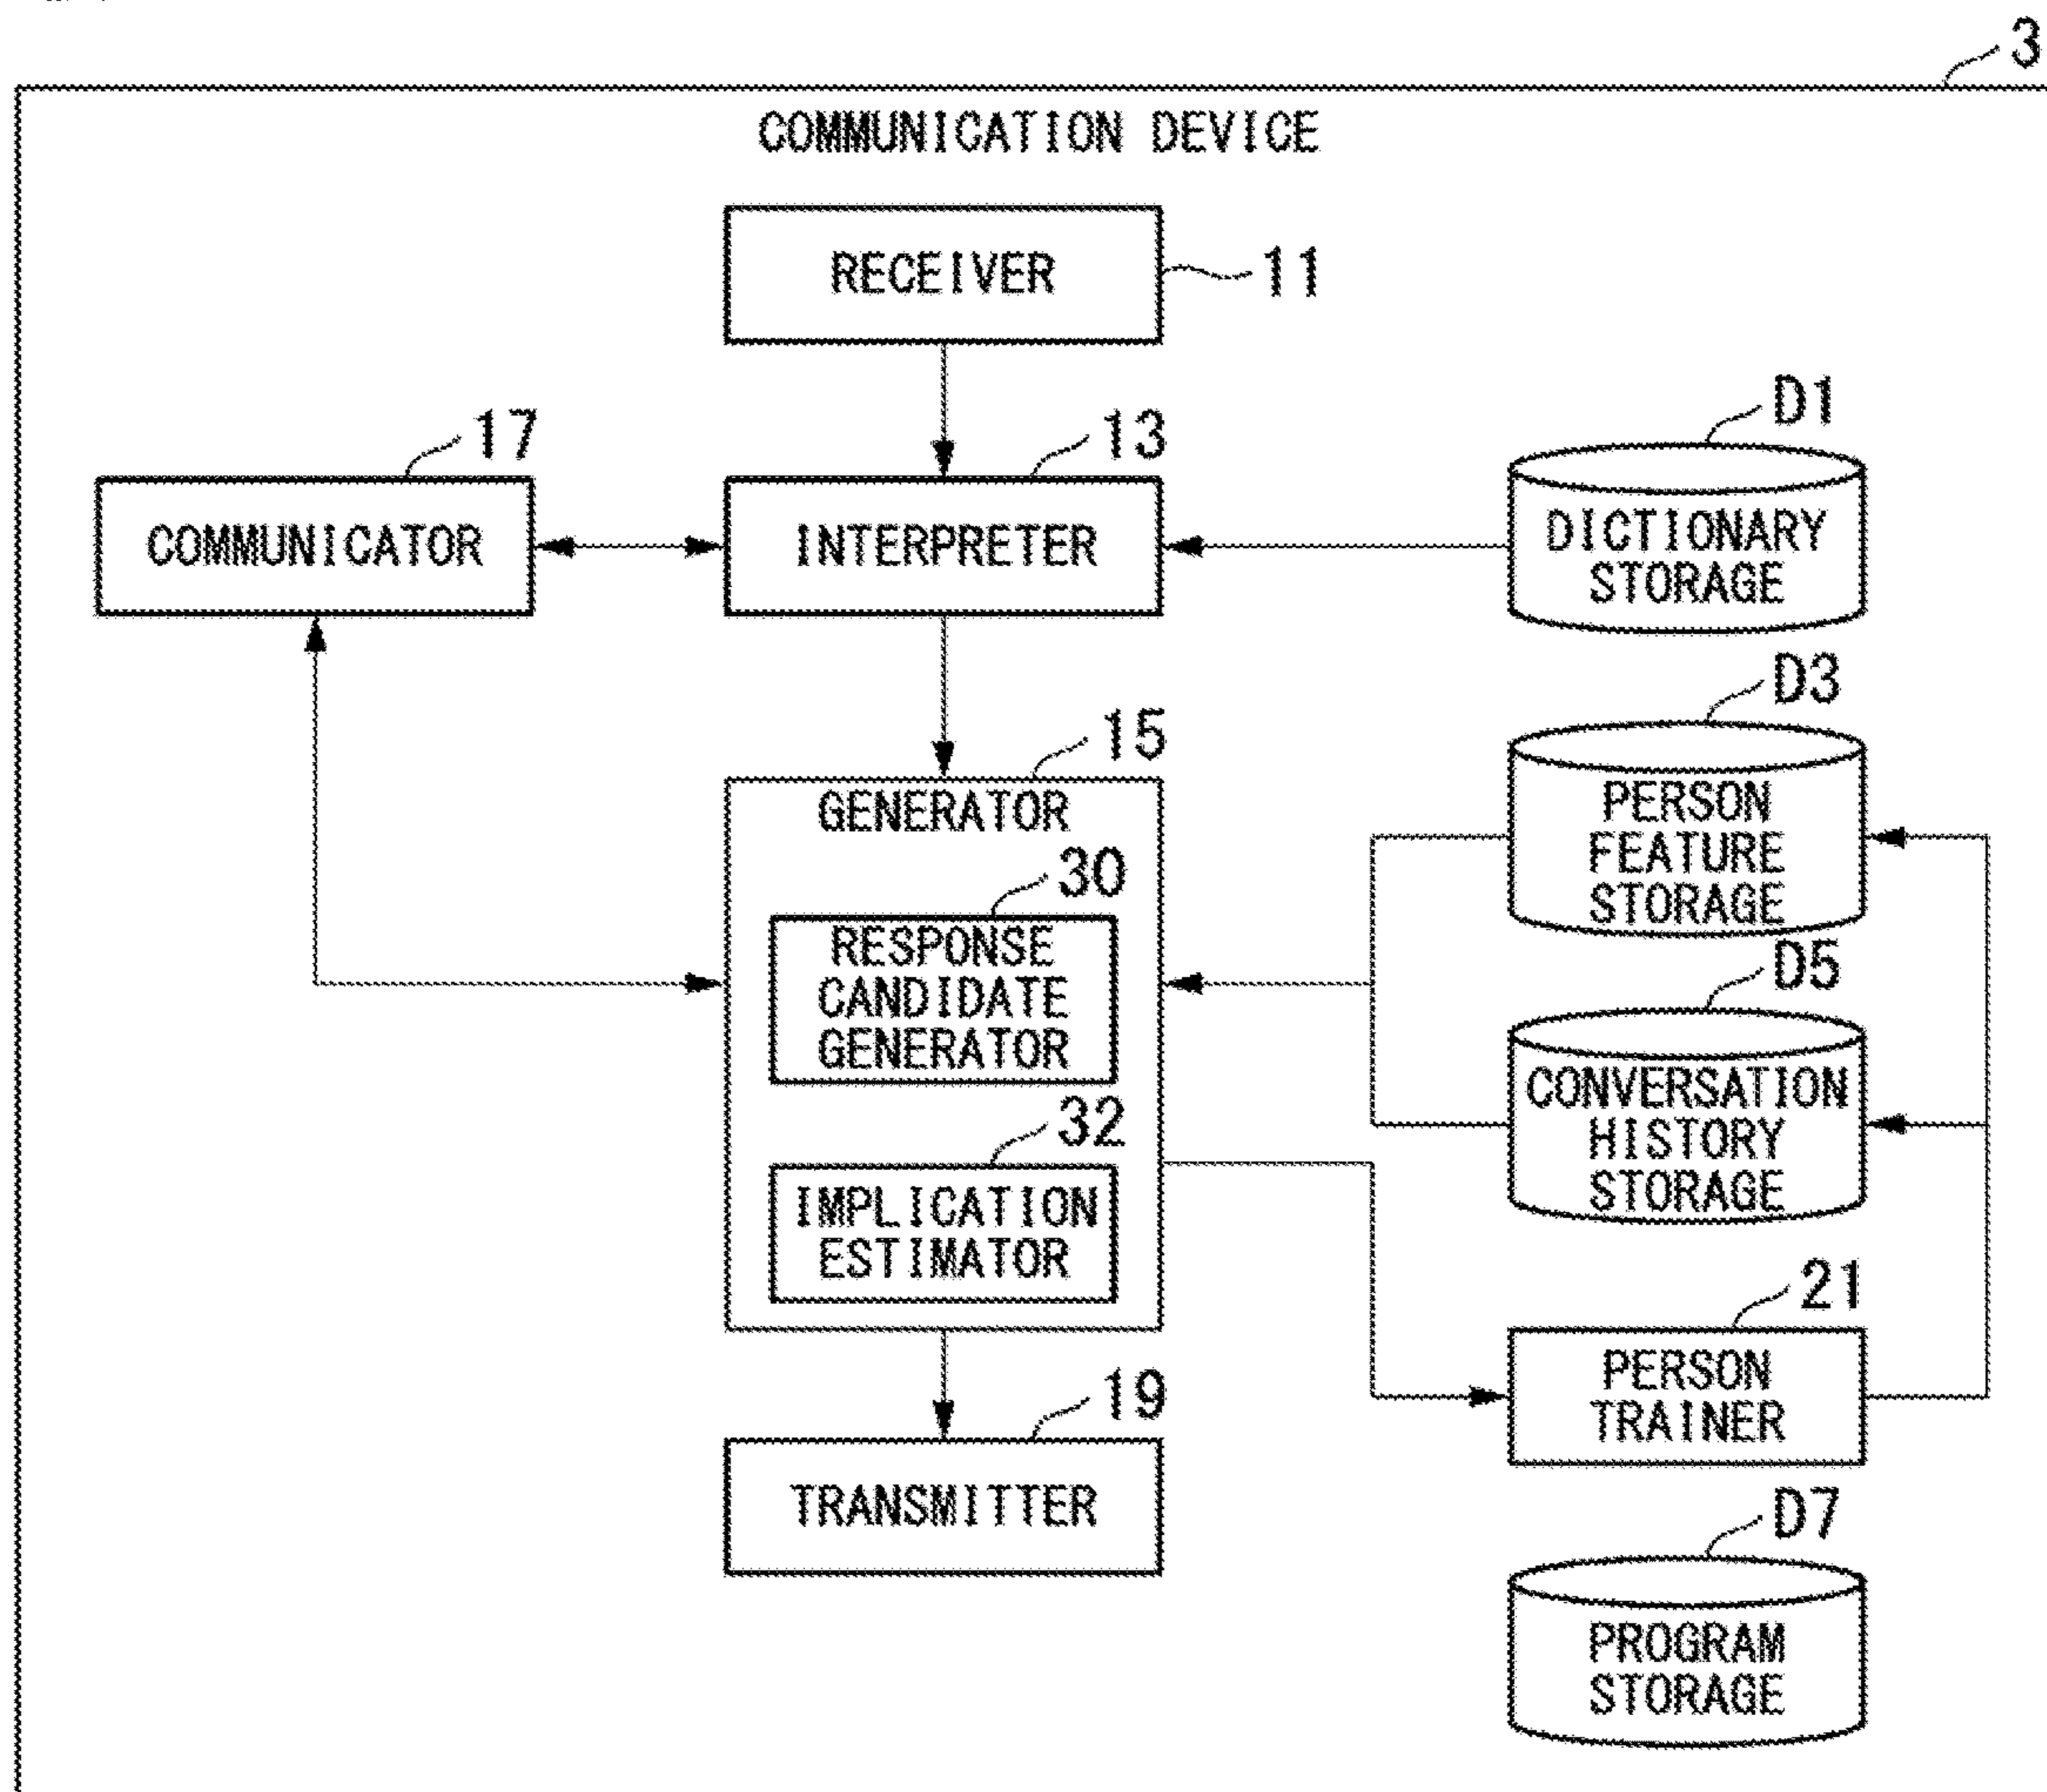 3
COMMUNICATION DEVICE
RECEIVER
11
17
13
D1
COMMUNICATOR
INTERPRETER
DICTIONARY
STORAGE
D3
15
GENERATOR
PERSON
FEATURE
STORAGE
30
RESPONSE
CANDIDATE
GENERATOR
D5
CONVERSATION
HISTORY
STORAGE
32
IMPLICATION
ESTIMATOR
21
PERSON
TRAINER
19
TRANSMITTER
D7
PROGRAM
STORAGE